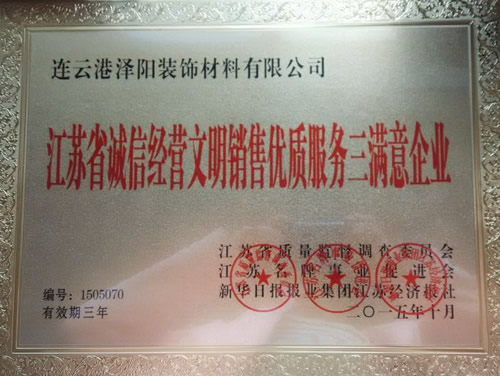 连云港泽阳装饰材料有限公司
江苏省诚信经营文明销售优质服务三满意企业
江苏省质量监督调查委员会
江苏名牌事业促进会
新华日报报业集团江苏经济报社
二〇一五年十月
编号:1505070
有效期三年